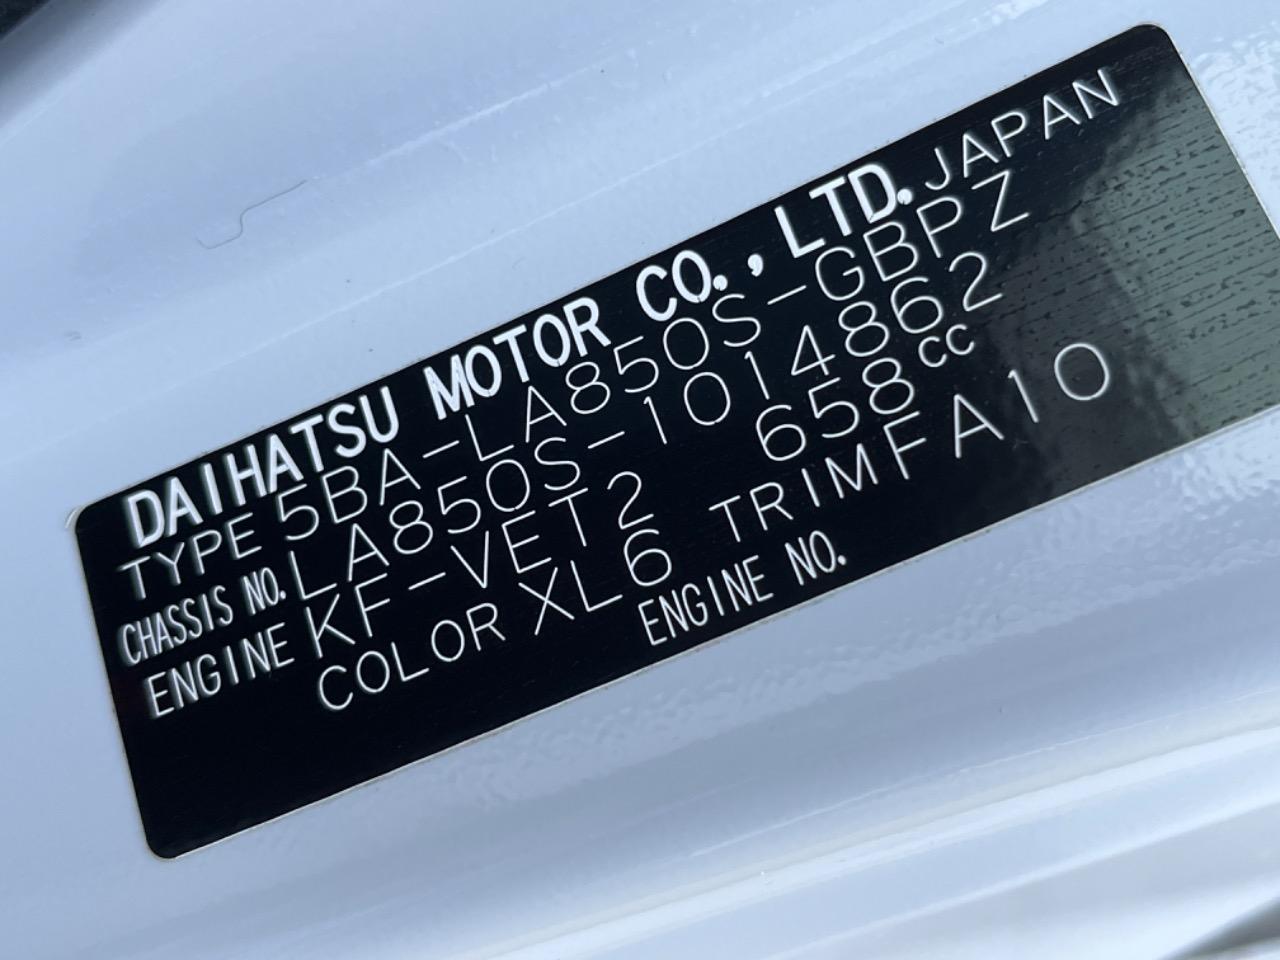 DAIHATSU MOTOR CO., LTD. JAPAN
TYPE 5BA-LA850S-GBPZ
CHASSIS NO. LA850S-1014862
ENGINE KF-VET2 658CC
COLOR XL6 TRIM FA10
ENGINE NO.